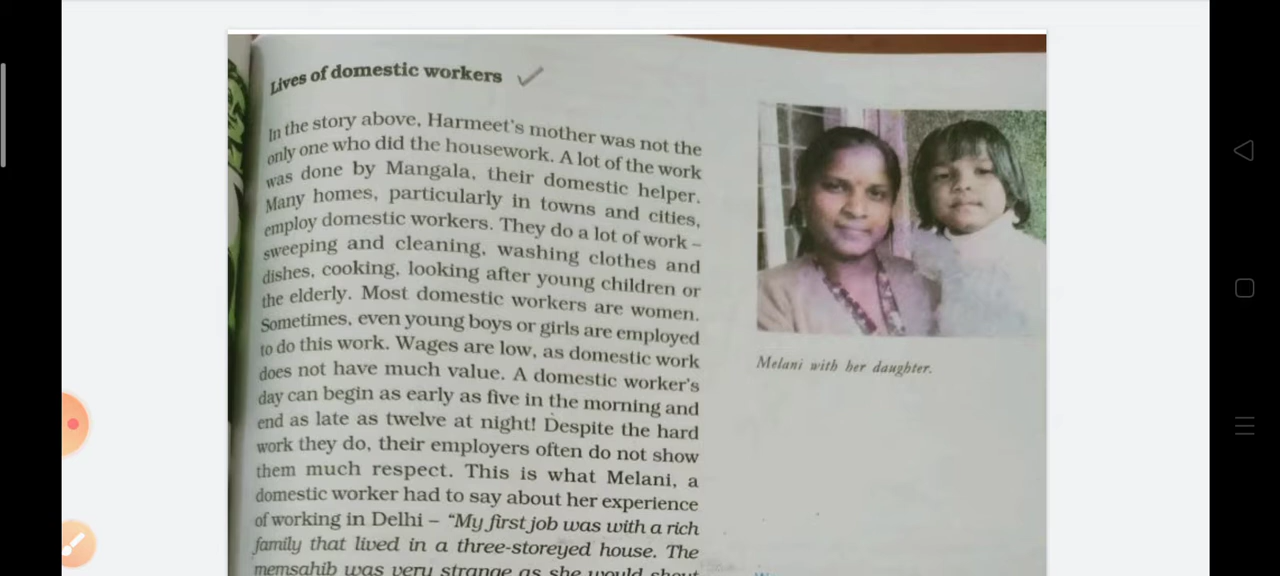 Lives of domestic workers
In the story above, Harmeet's mother was not the
only one who did the housework. A lot of the work
was done by Mangala, their domestic helper.
Many homes, particularly in towns and cities,
employ domestic workers. They do a lot of work –
sweeping and cleaning, washing clothes and
dishes, cooking, looking after young children or
the elderly. Most domestic workers are women.
Sometimes, even young boys or girls are employed
to do this work. Wages are low, as domestic work
does not have much value. A domestic worker's
day can begin as early as five in the morning and
end as late as twelve at night! Despite the hard
work they do, their employers often do not show
them much respect. This is what Melani, a
domestic worker had to say about her experience
of working in Delhi – "My first job was with a rich
family that lived in a three-storeyed house. The
memsahib was very strange as she would shout
Melani with her daughter.